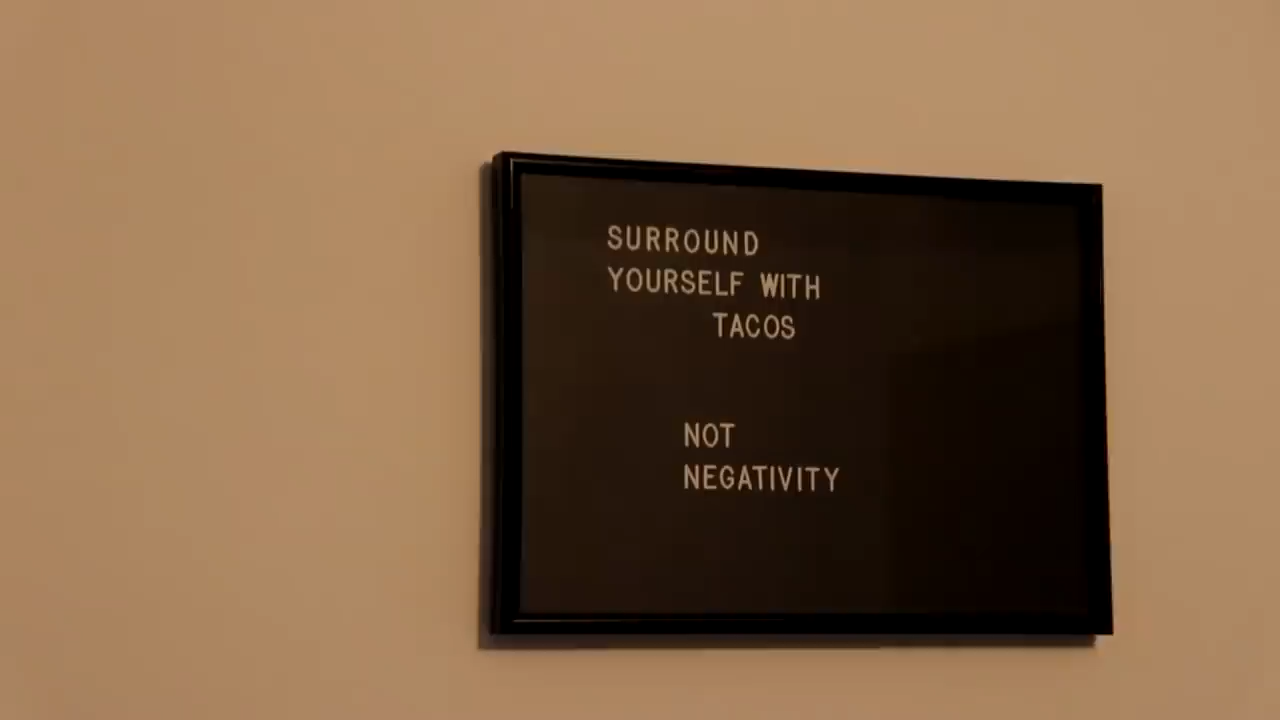 SURROUND
YOURSELF WITH
TACOS
NOT
NEGATIVITY